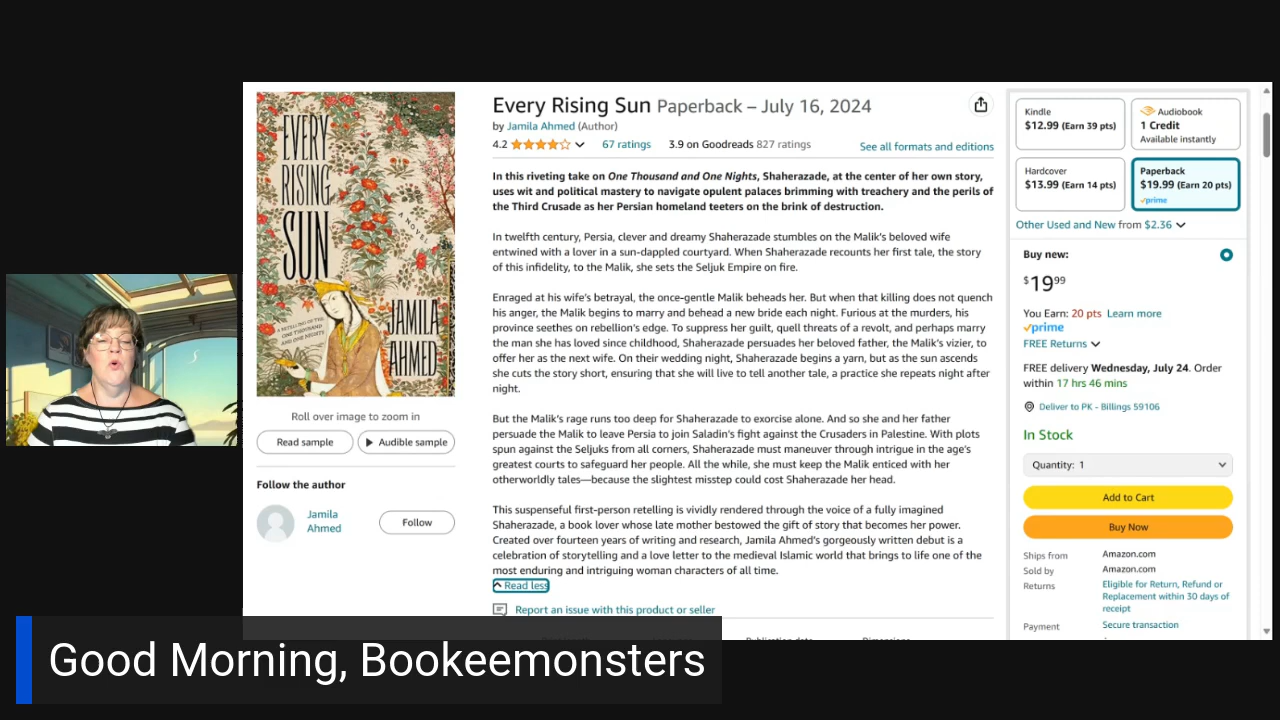 EVERY
RISING
SUN
A NOVEL
A RETELLING OF THE
ONE THOUSAND
AND ONE NIGHTS
JAMILA
AHMED
Roll over image to zoom in
Read sample
Audible sample
Follow the author
Jamila
Ahmed
Follow
Every Rising Sun Paperback – July 16, 2024
by Jamila Ahmed (Author)
4.2 67 ratings 3.9 on Goodreads 827 ratings
See all formats and editions
In this riveting take on One Thousand and One Nights, Shaherazade, at the center of her own story,
uses wit and political mastery to navigate opulent palaces brimming with treachery and the perils of
the Third Crusade as her Persian homeland teeters on the brink of destruction.
In twelfth century, Persia, clever and dreamy Shaherazade stumbles on the Malik's beloved wife
entwined with a lover in a sun-dappled courtyard. When Shaherazade recounts her first tale, the story
of this infidelity, to the Malik, she sets the Seljuk Empire on fire.
Enraged at his wife's betrayal, the once-gentle Malik beheads her. But when that killing does not quench
his anger, the Malik begins to marry and behead a new bride each night. Furious at the murders, his
province seethes on rebellion's edge. To suppress her guilt, quell threats of a revolt, and perhaps marry
the man she has loved since childhood, Shaherazade persuades her beloved father, the Malik's vizier, to
offer her as the next wife. On their wedding night, Shaherazade begins a yarn, but as the sun ascends
she cuts the story short, ensuring that she will live to tell another tale, a practice she repeats night after
night.
But the Malik's rage runs too deep for Shaherazade to exorcise alone. And so she and her father
persuade the Malik to leave Persia to join Saladin's fight against the Crusaders in Palestine. With plots
spun against the Seljuks from all corners, Shaherazade must maneuver through intrigue in the age's
greatest courts to safeguard her people. All the while, she must keep the Malik enticed with her
otherworldly tales—because the slightest misstep could cost Shaherazade her head.
This suspenseful first-person retelling is vividly rendered through the voice of a fully imagined
Shaherazade, a book lover whose late mother bestowed the gift of story that becomes her power.
Created over fourteen years of writing and research, Jamila Ahmed's gorgeously written debut is a
celebration of storytelling and a love letter to the medieval Islamic world that brings to life one of the
most enduring and intriguing woman characters of all time.
Read less
Report an issue with this product or seller
Publication date
Dimensions
Kindle
$12.99 (Earn 39 pts)
Audiobook
1 Credit
Available instantly
Hardcover
$13.99 (Earn 14 pts)
Paperback
$19.99 (Earn 20 pts)
prime
Other Used and New from $2.36
Buy new:
$19 99
You Earn: 20 pts Learn more
prime
FREE Returns
FREE delivery Wednesday, July 24. Order
within 17 hrs 46 mins
Deliver to PK - Billings 59106
In Stock
Quantity: 1
Add to Cart
Buy Now
Ships from Amazon.com
Sold by Amazon.com
Returns Eligible for Return, Refund or
Replacement within 30 days of
receipt
Payment Secure transaction
Good Morning, Bookeemonsters